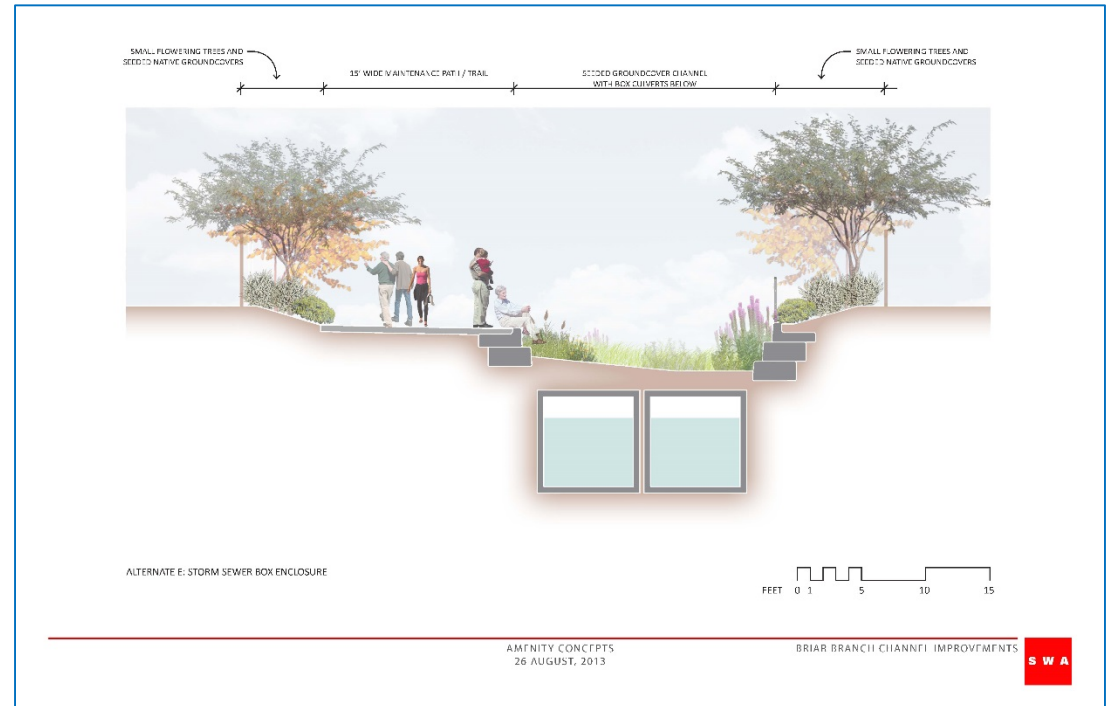 SMALL FLOWERING TREES AND
SEEDED NATIVE GROUNDCOVERS
15' WIDE MAINTENANCE PATH / TRAIL
SEEDED GROUNDCOVER CHANNEL
WITH BOX CULVERTS BELOW
SMALL FLOWERING TREES AND
SEEDED NATIVE GROUNDCOVERS
ALTERNATE E: STORM SEWER BOX ENCLOSURE
FEET 0 1 5 10 15
AMENITY CONCEPTS
26 AUGUST, 2013
BRIAR BRANCH CHANNEL IMPROVEMENTS
SWA